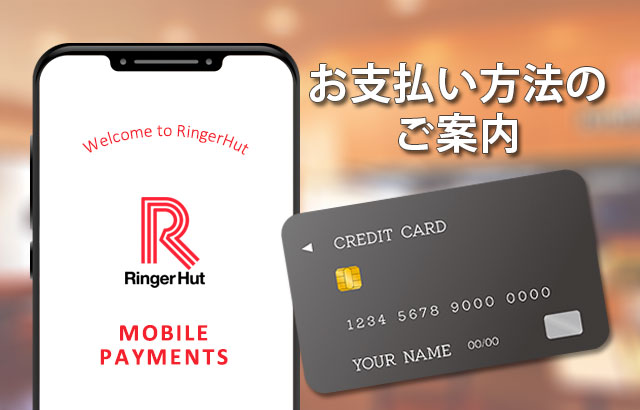 お支払い方法の
ご案内
Welcome to RingerHut
RingerHut
MOBILE
PAYMENTS
CREDIT CARD
1234 5678 9000 0000
YOUR NAME 00/00